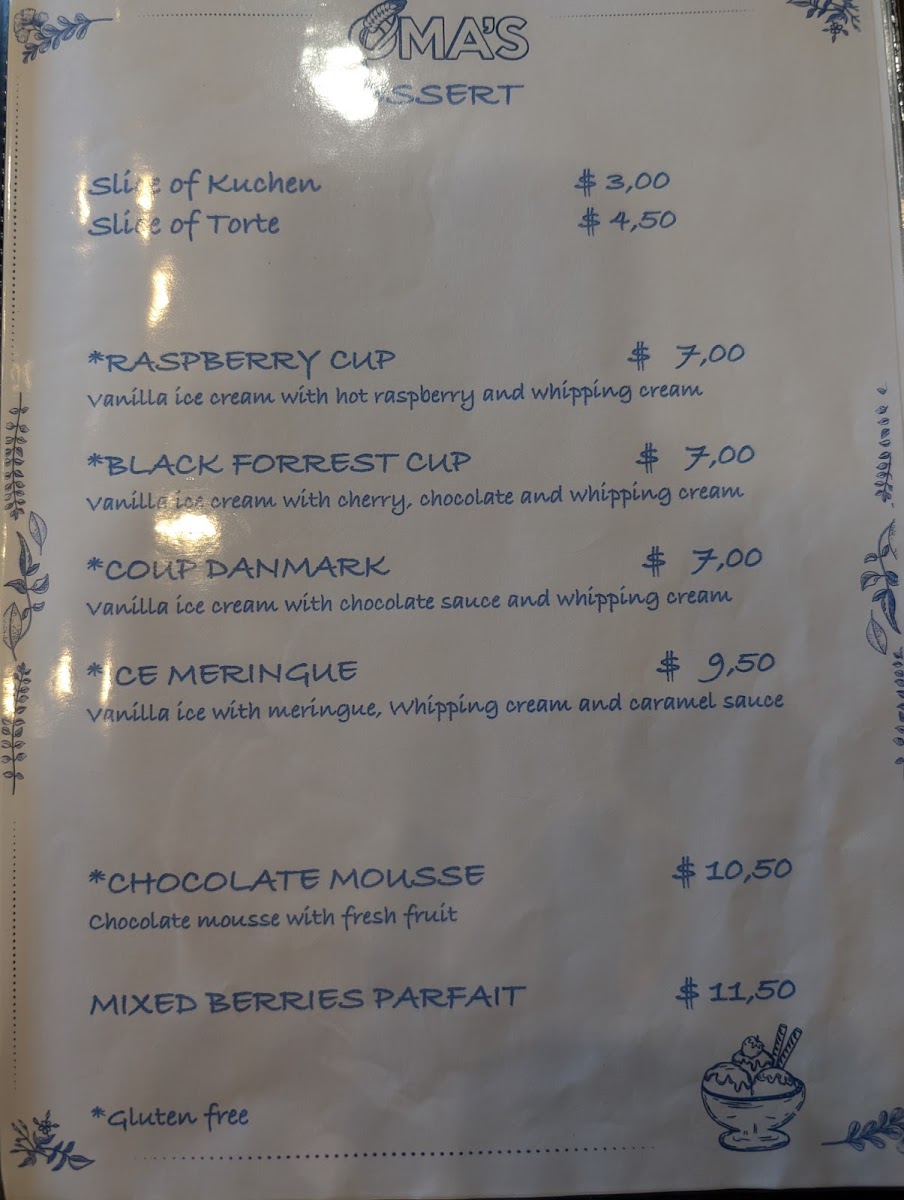 OMA'S
DESSERT
Slice of Kuchen $ 3,00
Slice of Torte $ 4,50
*RASPBERRY CUP $ 7,00
Vanilla ice cream with hot raspberry and whipping cream
*BLACK FORREST CUP $ 7,00
Vanilla ice cream with cherry, chocolate and whipping cream
*COUP DANMARK $ 7,00
Vanilla ice cream with chocolate sauce and whipping cream
*ICE MERINGUE $ 9,50
Vanilla ice with meringue, Whipping cream and caramel sauce
*CHOCOLATE MOUSSE $ 10,50
Chocolate mousse with fresh fruit
MIXED BERRIES PARFAIT $ 11,50
*Gluten free